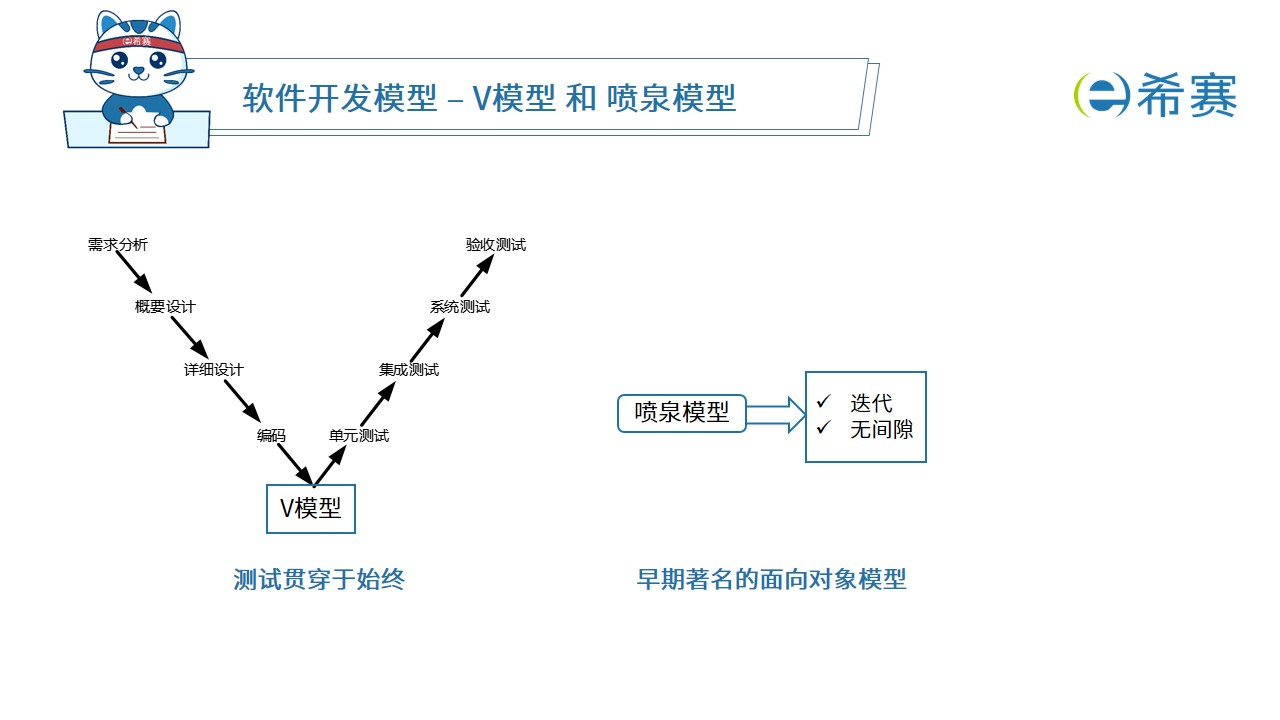 希赛
软件开发模型 – V模型 和 喷泉模型
希赛
需求分析
概要设计
详细设计
编码
单元测试
集成测试
系统测试
验收测试
V模型
测试贯穿于始终
喷泉模型
✓ 迭代
✓ 无间隙
早期著名的面向对象模型